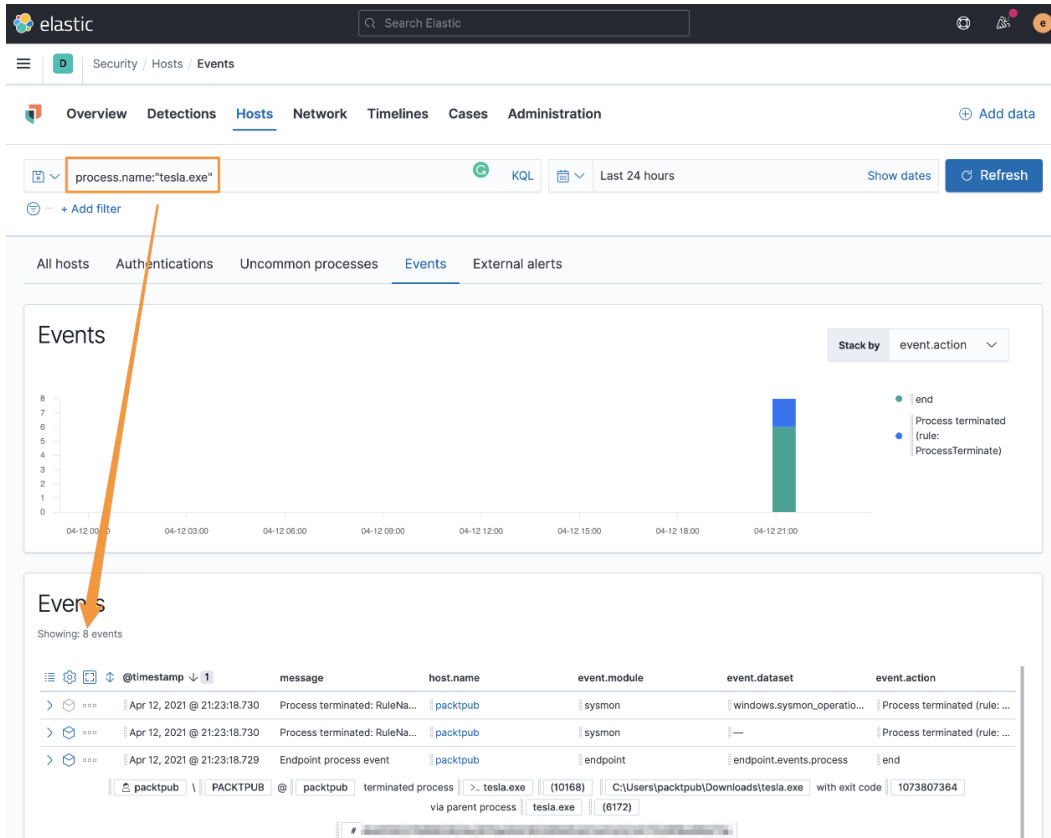 elastic
Search Elastic
e
D Security / Hosts / Events
Overview Detections Hosts Network Timelines Cases Administration Add data
process.name:"tesla.exe" KQL Last 24 hours Show dates Refresh
+ Add filter
All hosts Authentications Uncommon processes Events External alerts
Events
Stack by event.action
8
7
6
5
4
3
2
1
0
end
Process terminated
(rule:
ProcessTerminate)
04-12 03:00 04-12 06:00 04-12 09:00 04-12 12:00 04-12 15:00 04-12 18:00 04-12 21:00
Events
Showing: 8 events
@timestamp 1 message host.name event.module event.dataset event.action
Apr 12, 2021 @ 21:23:18.730 Process terminated: RuleNa... packtpub sysmon windows.sysmon_operatio... Process terminated (rule: ...
Apr 12, 2021 @ 21:23:18.730 Process terminated: RuleNa... packtpub sysmon — Process terminated (rule: ...
Apr 12, 2021 @ 21:23:18.729 Endpoint process event packtpub endpoint endpoint.events.process end
packtpub \ PACKTPUB @ packtpub terminated process >_ tesla.exe (10168) C:\Users\packtpub\Downloads\tesla.exe with exit code 1073807364
via parent process tesla.exe (6172)
#